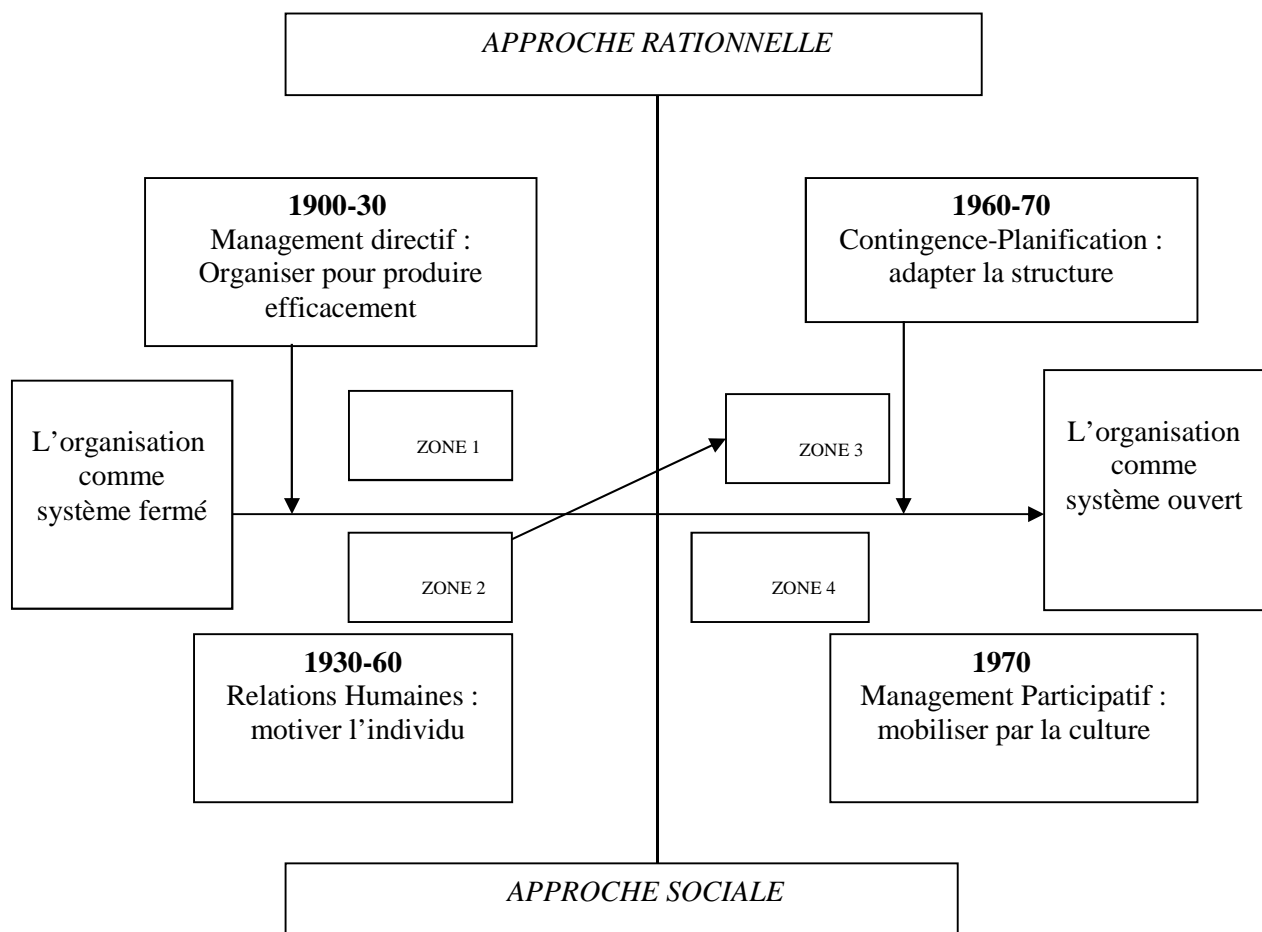 APPROCHE RATIONNELLE
1900-30
Management directif :
Organiser pour produire
efficacement
1960-70
Contingence-Planification :
adapter la structure
L’organisation
comme
système fermé
ZONE 1
ZONE 3
L’organisation
comme
système ouvert
ZONE 2
ZONE 4
1930-60
Relations Humaines :
motiver l’individu
1970
Management Participatif :
mobiliser par la culture
APPROCHE SOCIALE